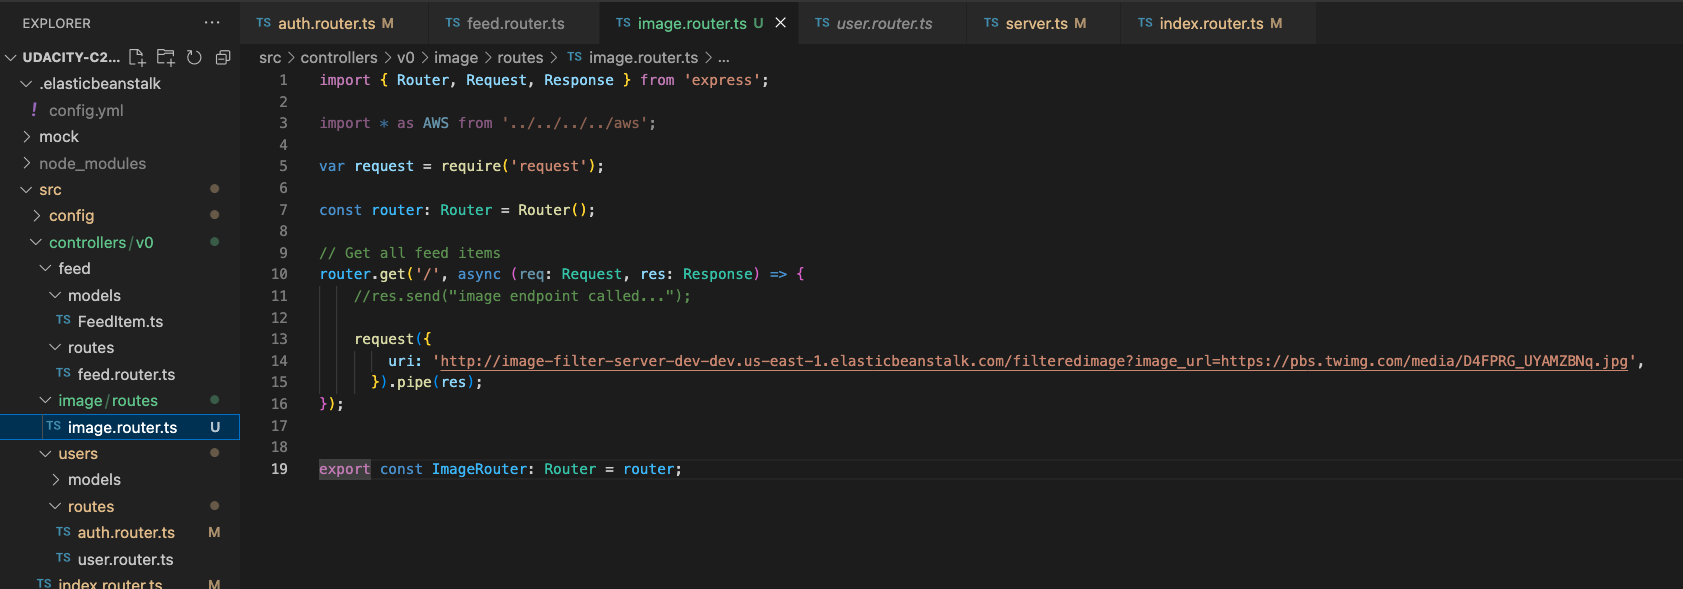 EXPLORER ...
TS auth.router.ts M
TS feed.router.ts
TS image.router.ts U
TS user.router.ts
TS server.ts M
TS index.router.ts M
UDACITY-C2...
.elasticbeanstalk
! config.yml
mock
node_modules
src
config
controllers/v0
feed
models
TS FeedItem.ts
routes
TS feed.router.ts
image/routes
TS image.router.ts U
users
models
routes
TS auth.router.ts M
TS user.router.ts
TS index.router.ts M
src > controllers > v0 > image > routes > TS image.router.ts > ...
1 import { Router, Request, Response } from 'express';
2
3 import * as AWS from '../../../../aws';
4
5 var request = require('request');
6
7 const router: Router = Router();
8
9 // Get all feed items
10 router.get('/', async (req: Request, res: Response) => {
11 //res.send("image endpoint called...");
12
13 request({
14 uri: 'http://image-filter-server-dev-dev.us-east-1.elasticbeanstalk.com/filteredimage?image_url=https://pbs.twimg.com/media/D4FPRG_UYAMZBNq.jpg',
15 }).pipe(res);
16 });
17
18
19 export const ImageRouter: Router = router;